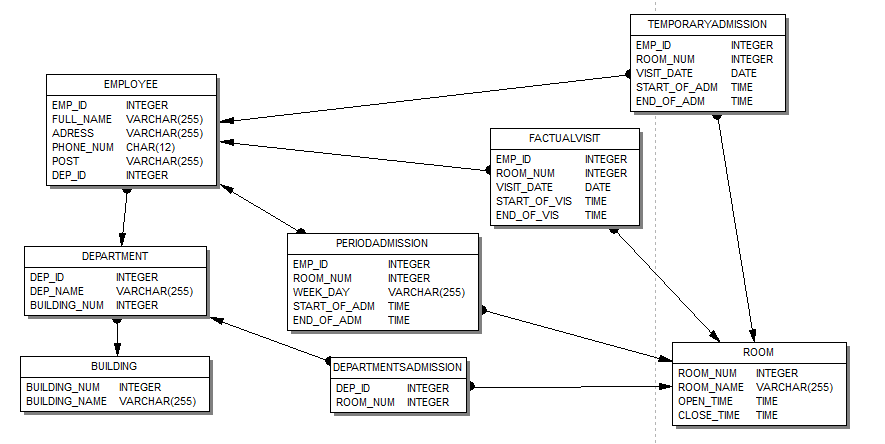 TEMPORARYADMISSION
EMP_ID INTEGER
ROOM_NUM INTEGER
VISIT_DATE DATE
START_OF_ADM TIME
END_OF_ADM TIME
EMPLOYEE
EMP_ID INTEGER
FULL_NAME VARCHAR(255)
ADRESS VARCHAR(255)
PHONE_NUM CHAR(12)
POST VARCHAR(255)
DEP_ID INTEGER
FACTUALVISIT
EMP_ID INTEGER
ROOM_NUM INTEGER
VISIT_DATE DATE
START_OF_VIS TIME
END_OF_VIS TIME
PERIODADMISSION
EMP_ID INTEGER
ROOM_NUM INTEGER
WEEK_DAY VARCHAR(255)
START_OF_ADM TIME
END_OF_ADM TIME
DEPARTMENT
DEP_ID INTEGER
DEP_NAME VARCHAR(255)
BUILDING_NUM INTEGER
BUILDING
BUILDING_NUM INTEGER
BUILDING_NAME VARCHAR(255)
DEPARTMENTSADMISSION
DEP_ID INTEGER
ROOM_NUM INTEGER
ROOM
ROOM_NUM INTEGER
ROOM_NAME VARCHAR(255)
OPEN_TIME TIME
CLOSE_TIME TIME